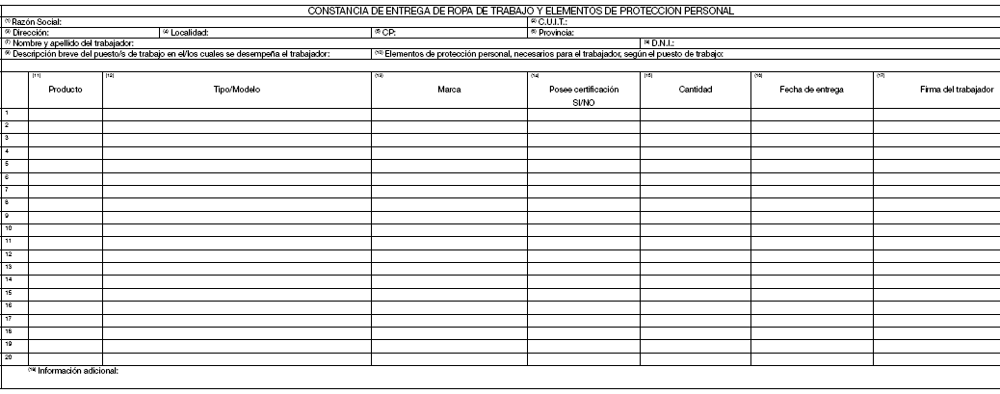 CONSTANCIA DE ENTREGA DE ROPA DE TRABAJO Y ELEMENTOS DE PROTECCION PERSONAL
(1) Razón Social: (2) C.U.I.T.:
(3) Dirección: (4) Localidad: (5) CP: (6) Provincia:
(7) Nombre y apellido del trabajador: (8) D.N.I.:
(9) Descripción breve del puesto/s de trabajo en el/los cuales se desempeña el trabajador: (10) Elementos de protección personal, necesarios para el trabajador, según el puesto de trabajo:
(11) (12) (13) (14) (15) (16) (17)
Producto Tipo/Modelo Marca Posee certificación Cantidad Fecha de entrega Firma del trabajador
SI/NO
1
2
3
4
5
6
7
8
9
10
11
12
13
14
15
16
17
18
19
20
(18) Información adicional: